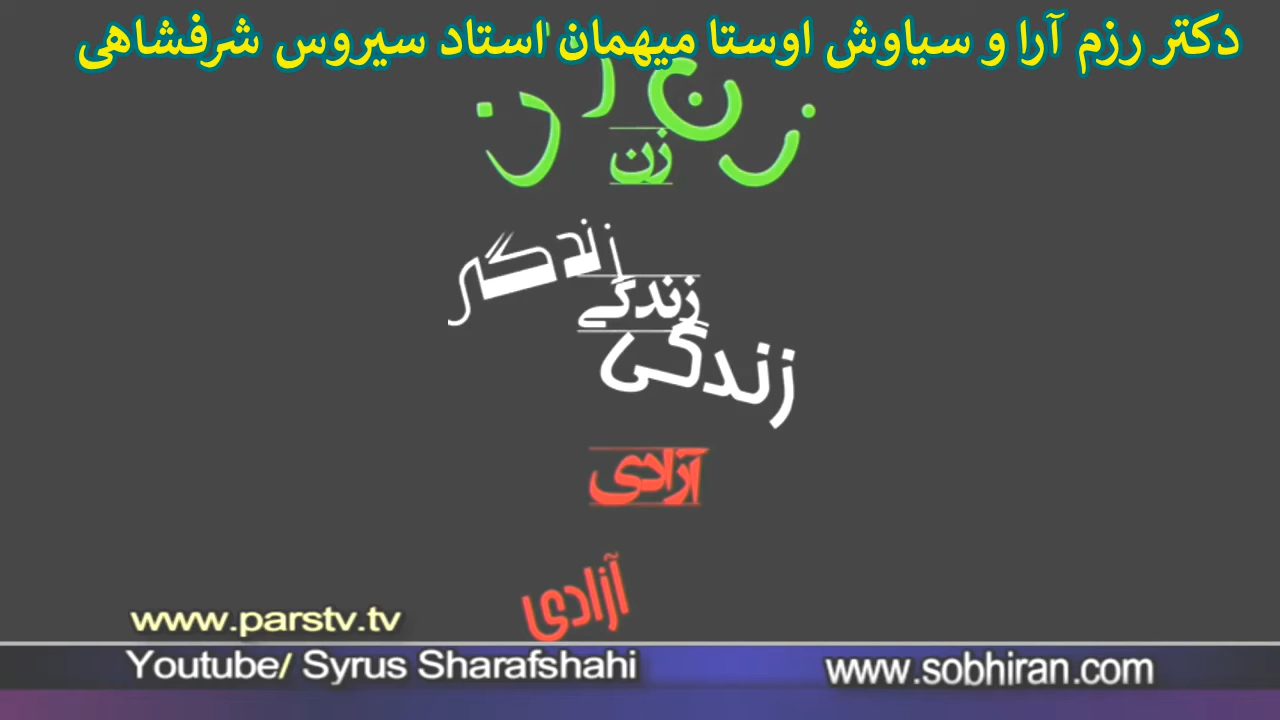 دکتر رزم آرا و سیاوش اوستا میهمان استاد سیروس شرفشاهی
زن
زندگی
زندگی
زندگی
آزادی
آزادی
www.parstv.tv
Youtube/ Syrus Sharafshahi
www.sobhiran.com